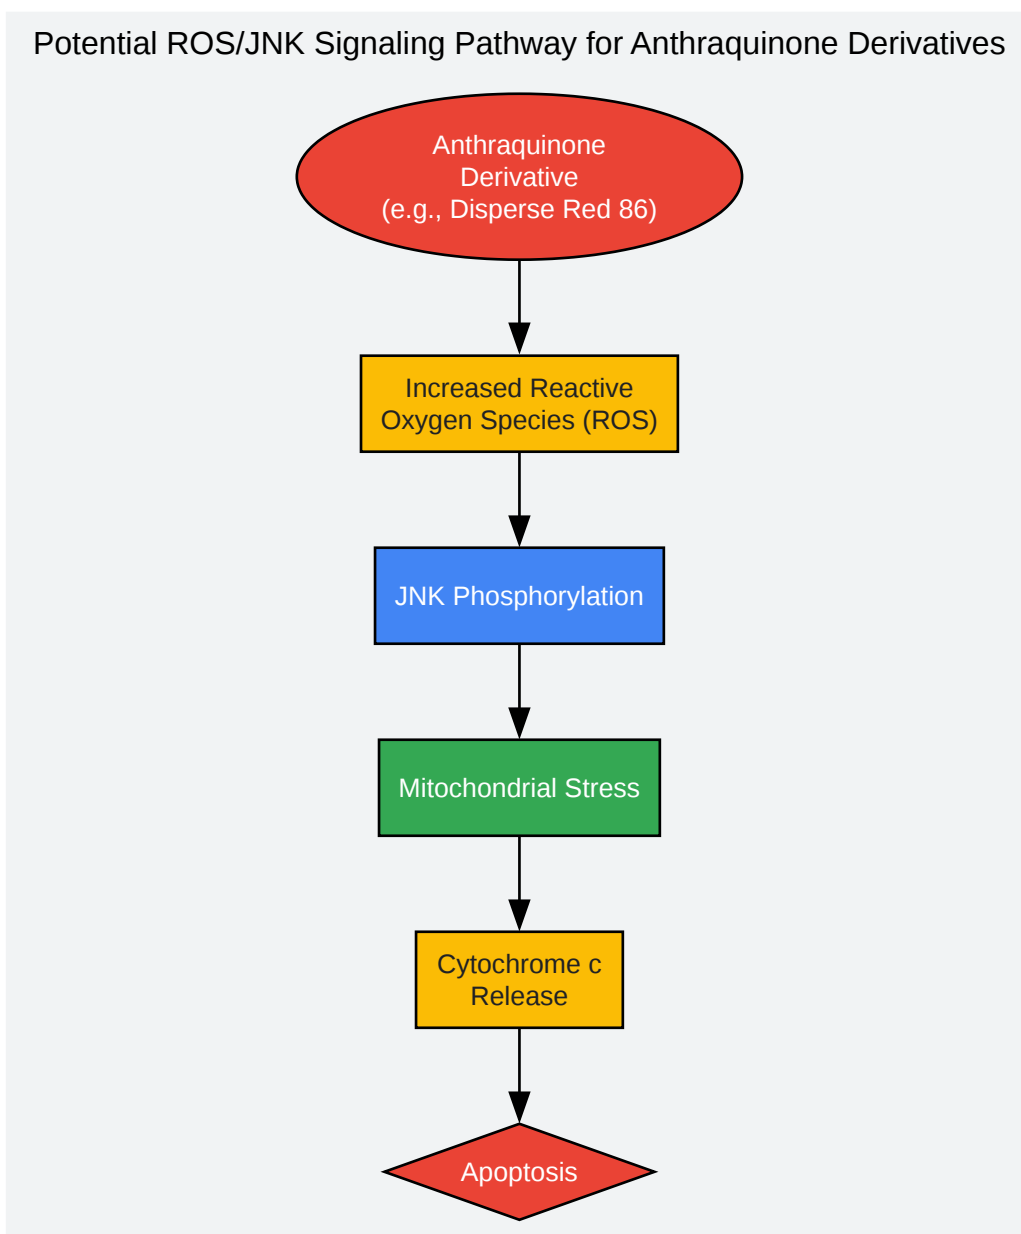 Potential ROS/JNK Signaling Pathway for Anthraquinone Derivatives
Anthraquinone
Derivative
(e.g., Disperse Red 86)
Increased Reactive
Oxygen Species (ROS)
JNK Phosphorylation
Mitochondrial Stress
Cytochrome c
Release
Apoptosis